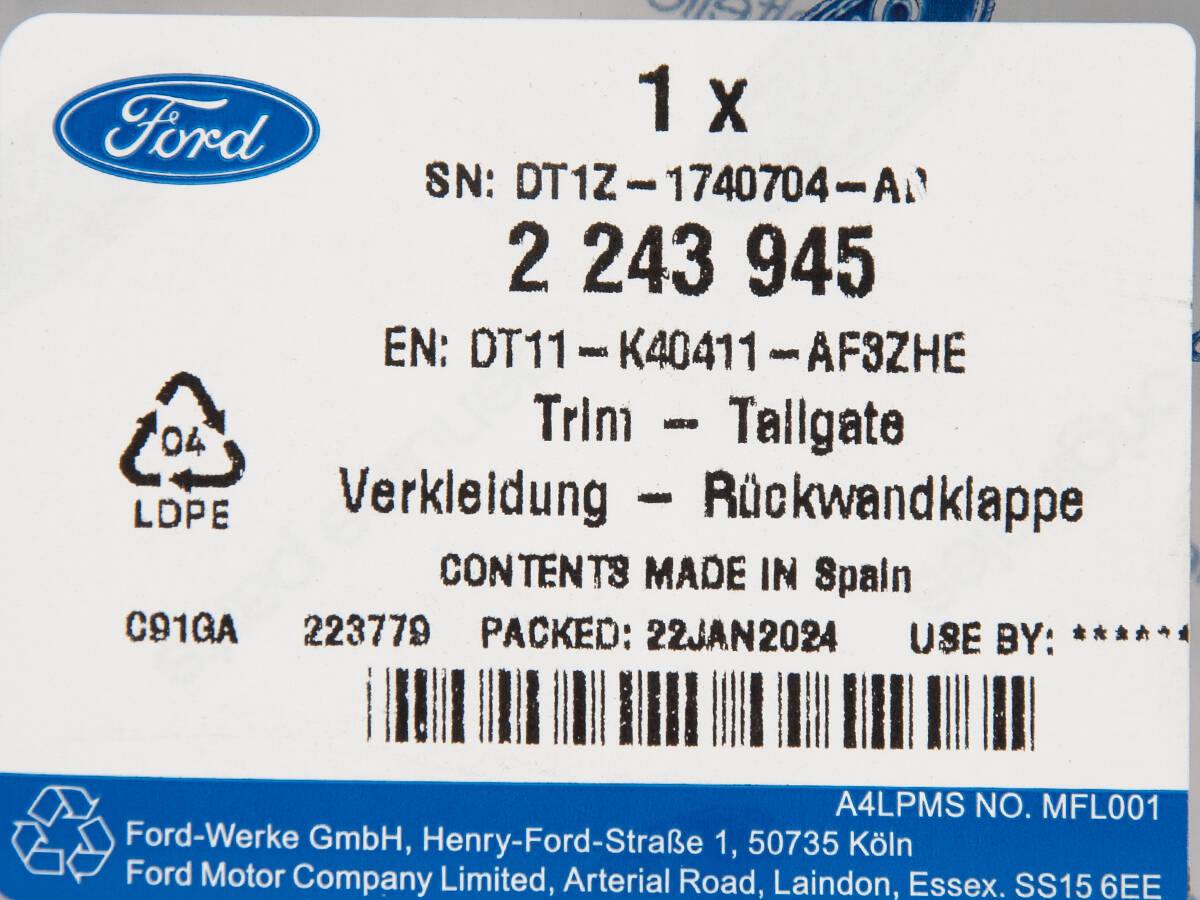 Ford
1 x
SN: DT1Z-1740704-
2 243 945
EN: DT11-K40411-AF3ZHE
Trim - Tailgate
Verkleidung - Rückwandklappe
CONTENTS MADE IN Spain
04
LDPE
C91GA 223779 PACKED: 22JAN2024 USE BY: ******
A4LPMS NO. MFL001
Ford-Werke GmbH, Henry-Ford-Straße 1, 50735 Köln
Ford Motor Company Limited, Arterial Road, Laindon, Essex. SS15 6EE